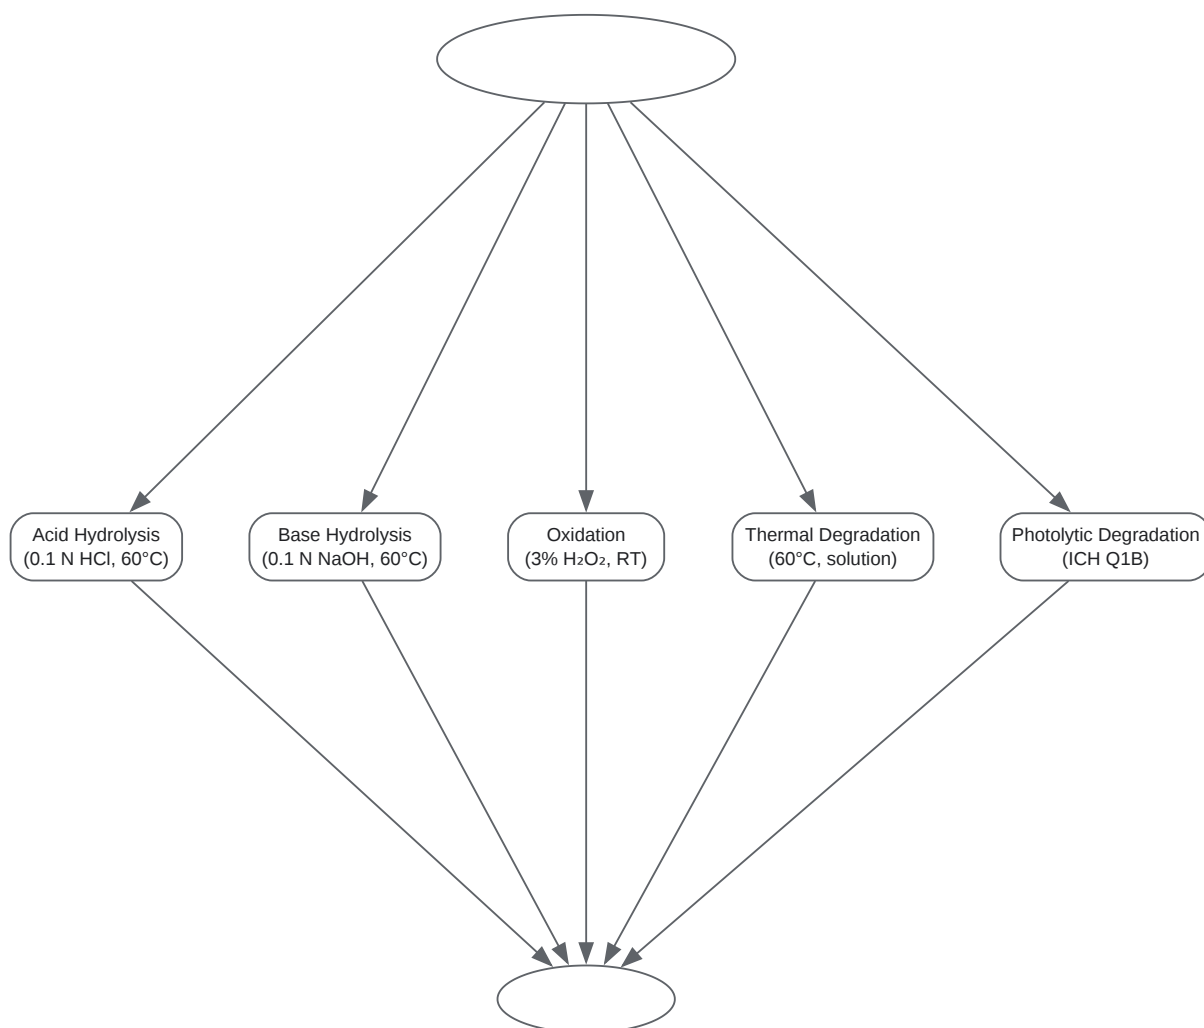 Acid Hydrolysis
(0.1 N HCl, 60°C)
Base Hydrolysis
(0.1 N NaOH, 60°C)
Oxidation
(3% H₂O₂, RT)
Thermal Degradation
(60°C, solution)
Photolytic Degradation
(ICH Q1B)